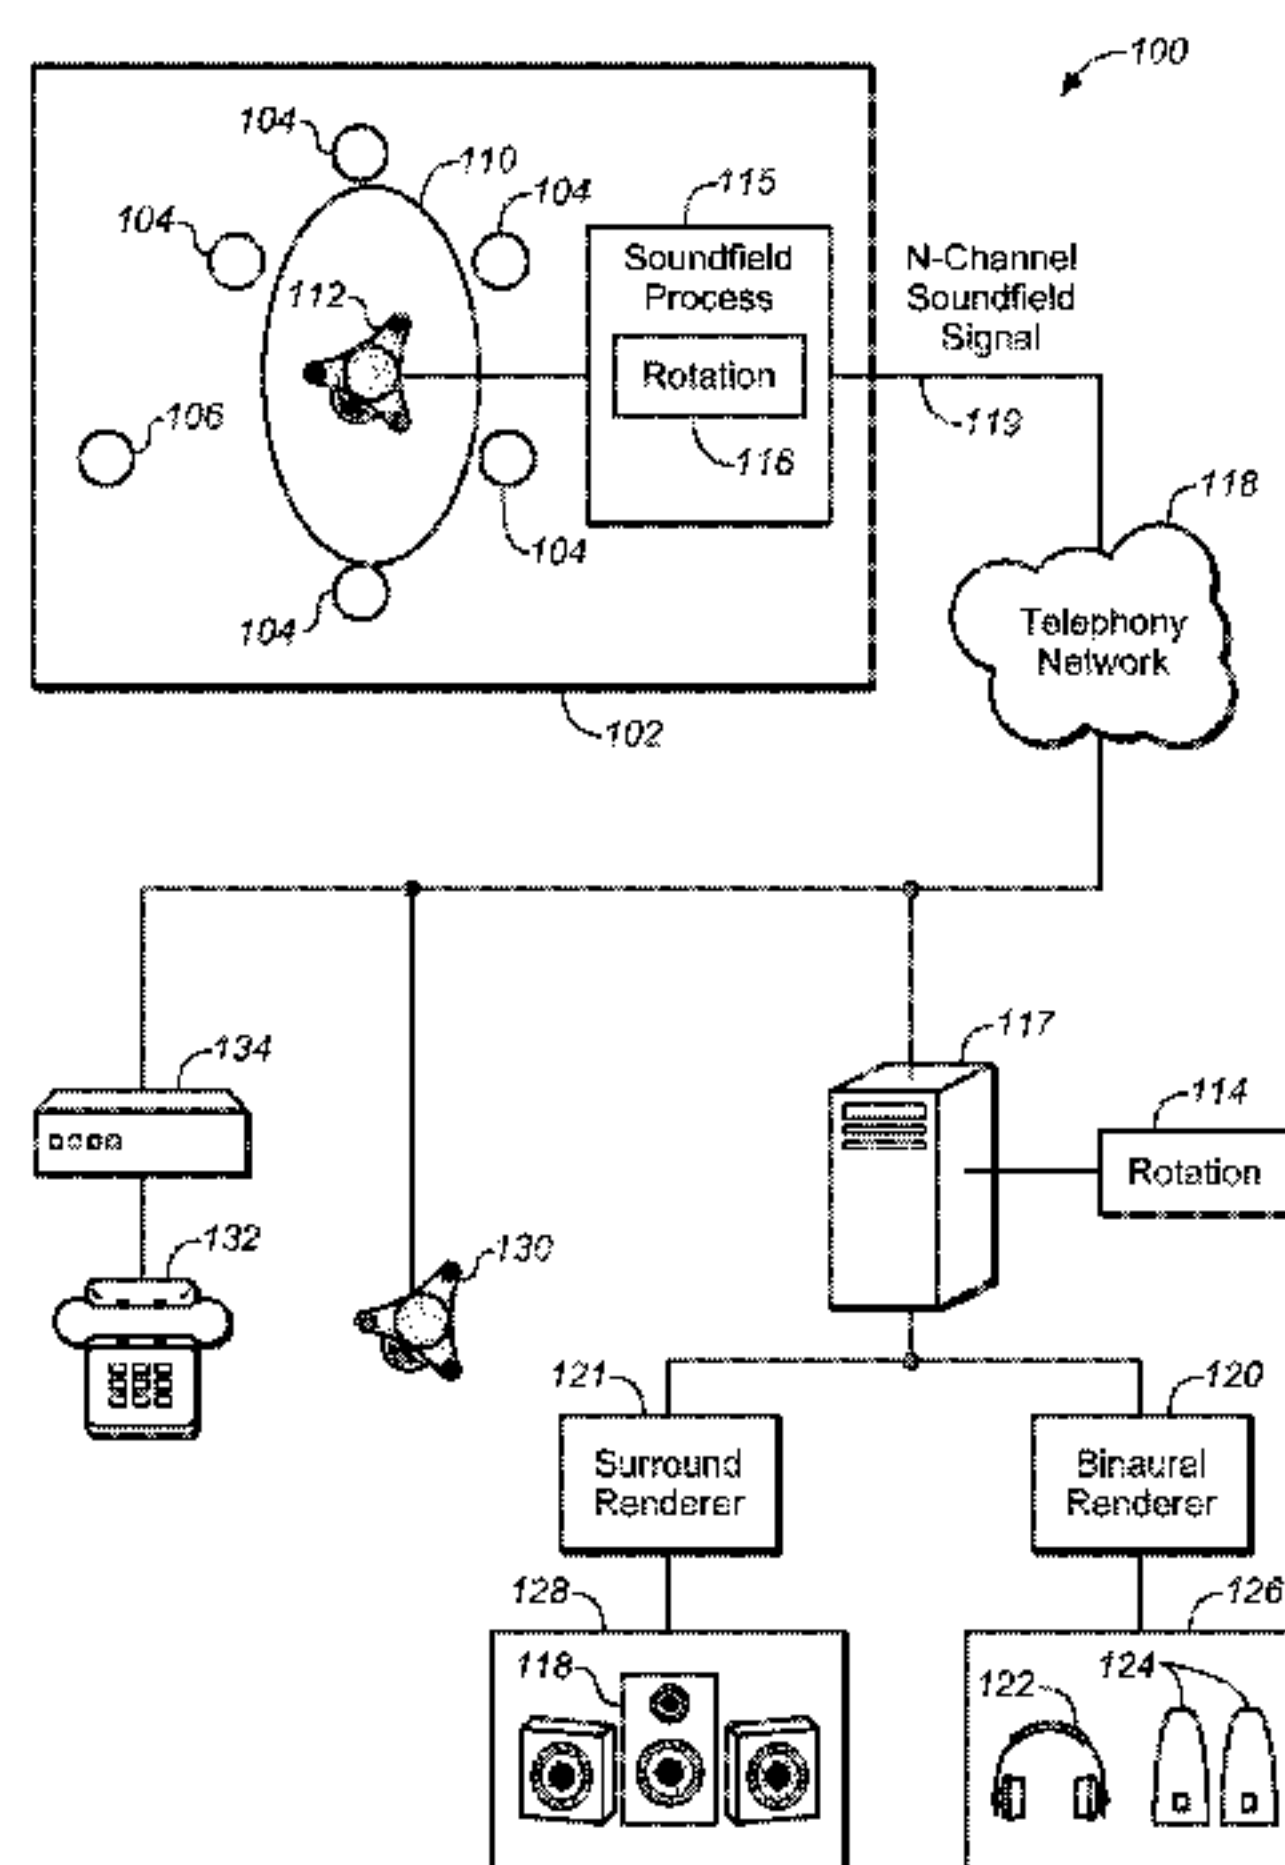 100
104
110
104
115
104
Soundfield
Process
N-Channel
Soundfield
Signal
112
Rotation
106
116
119
118
104
104
Telephony
Network
102
117
134
114
Rotation
132
130
121
120
Surround
Renderer
Binaural
Renderer
128
126
118
122
124